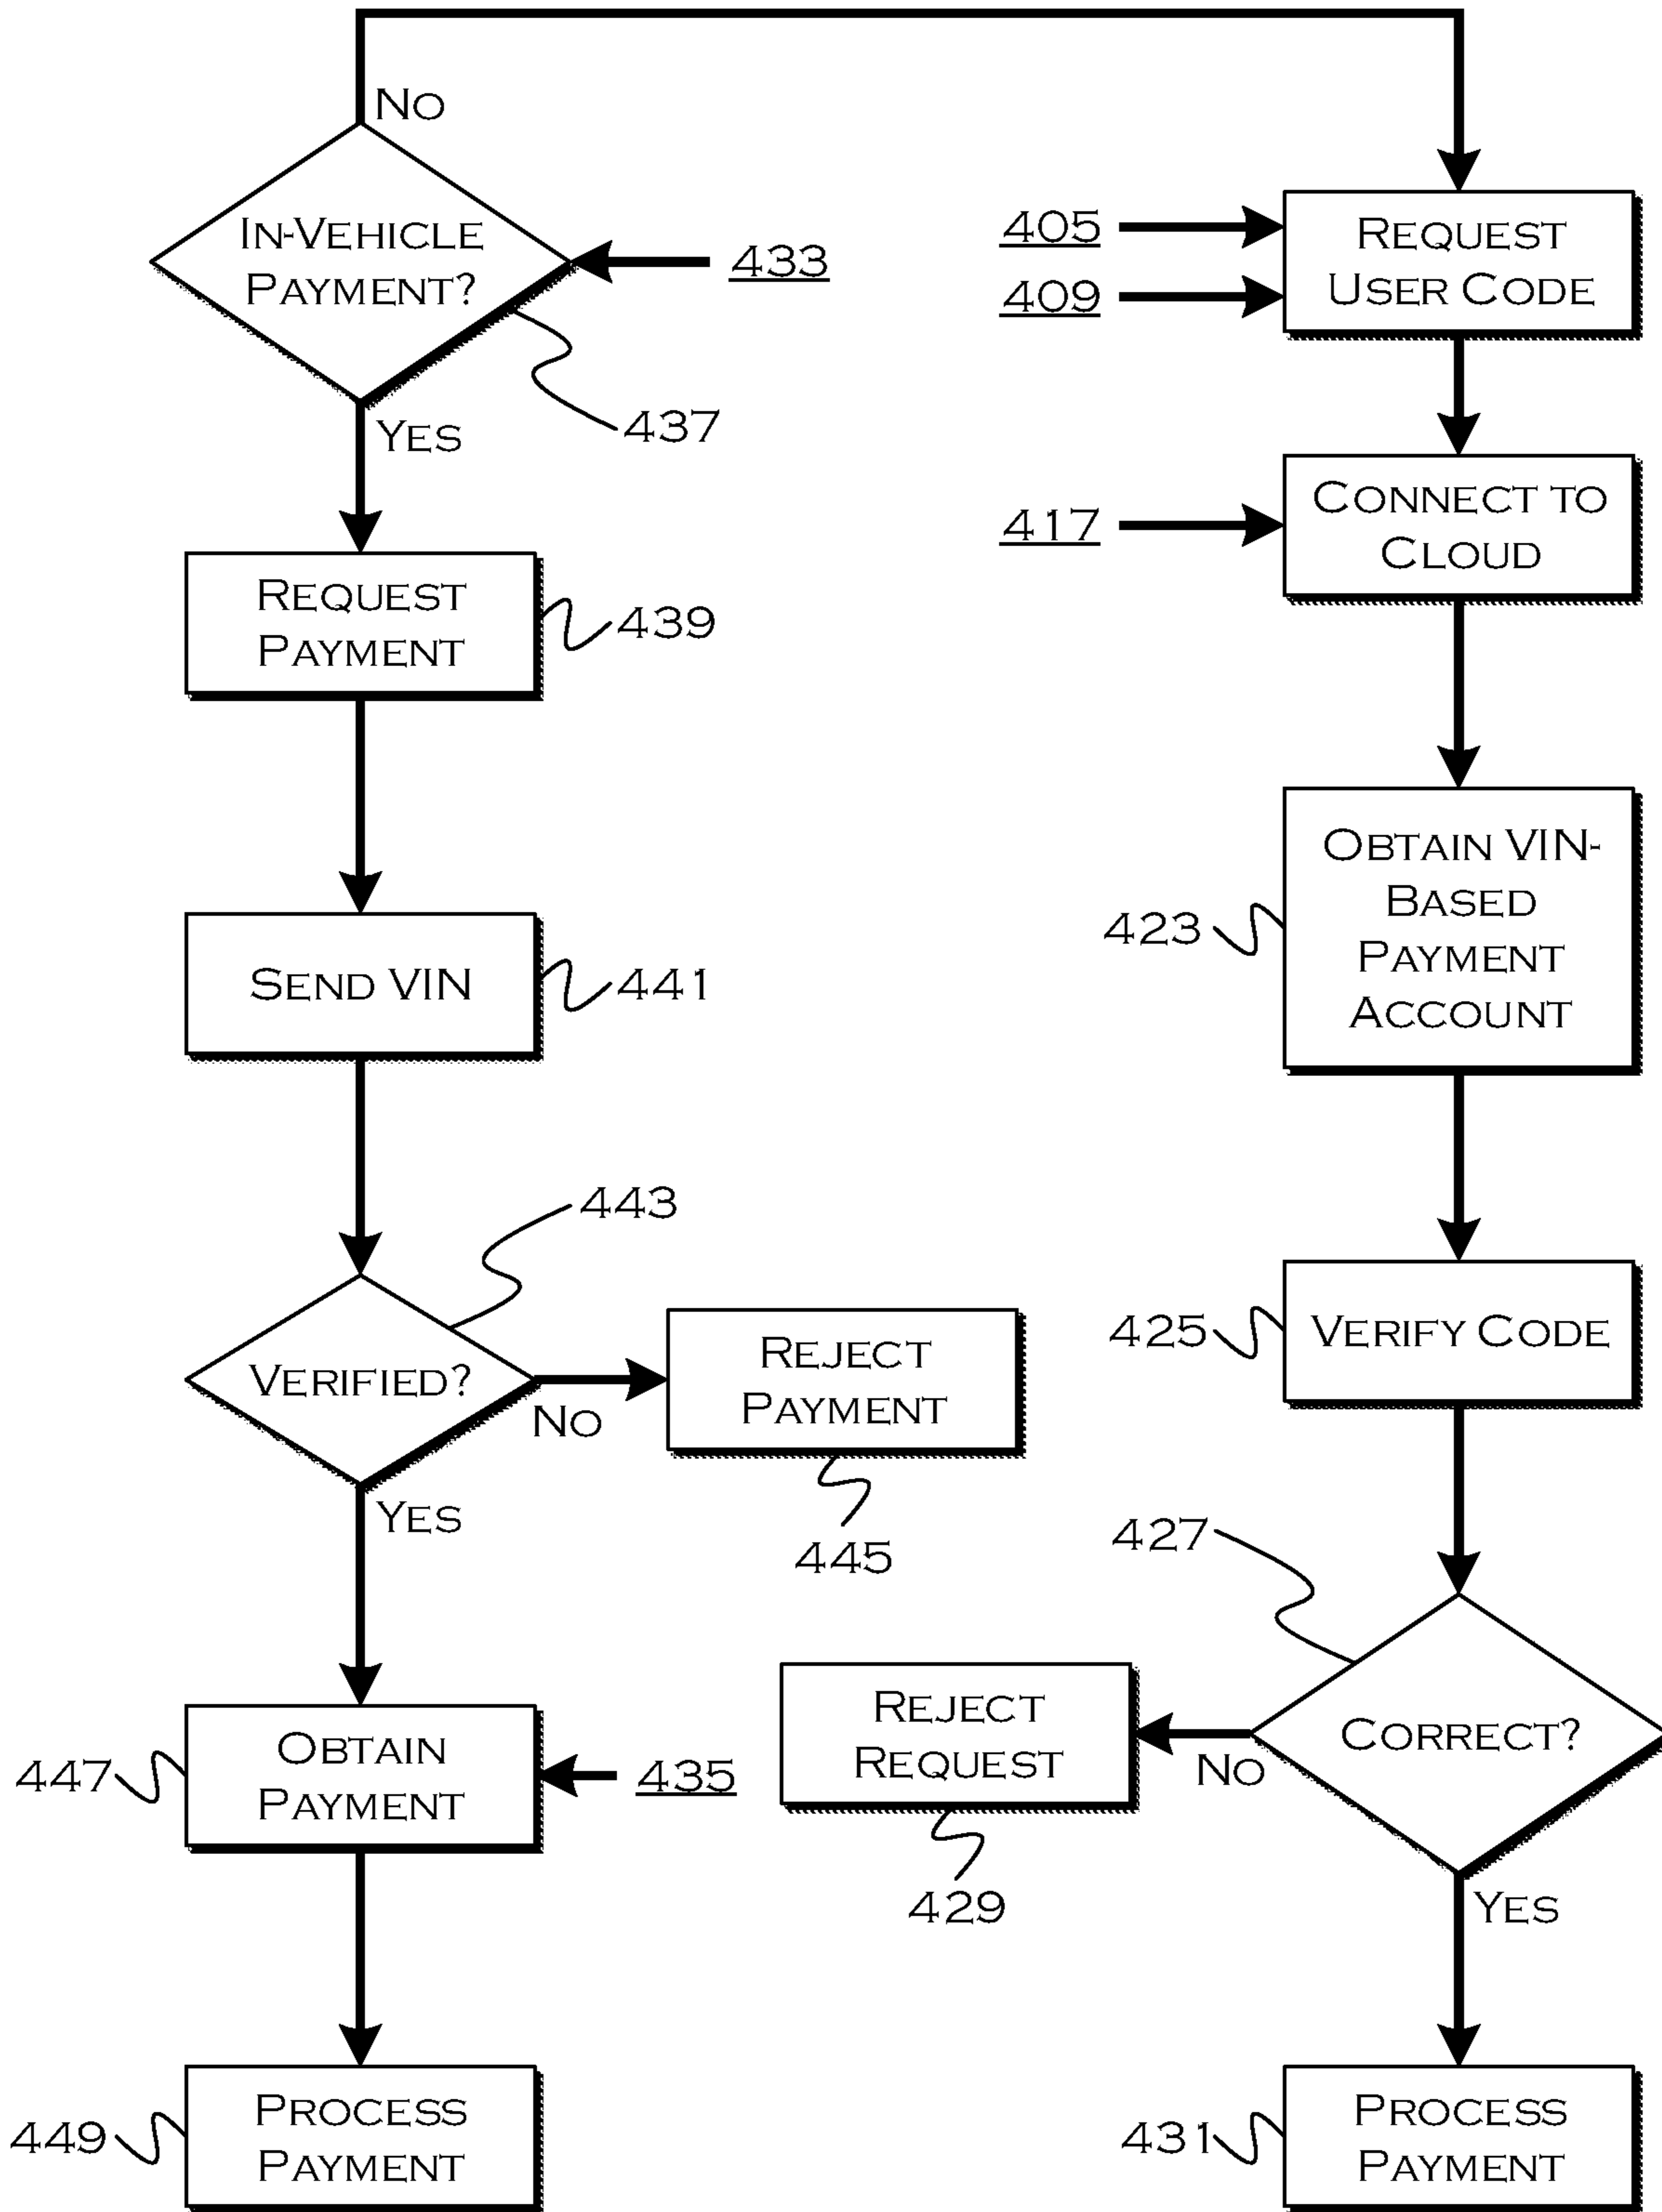 No
In-Vehicle
Payment?
433
437
Yes
Request
Payment
439
Send VIN
441
443
Verified?
No
Reject
Payment
445
Yes
Obtain
Payment
447
435
Process
Payment
449
405
409
Request
User Code
417
Connect to
Cloud
423
Obtain VIN-
Based
Payment
Account
425
Verify Code
427
Correct?
No
Reject
Request
429
Yes
431
Process
Payment